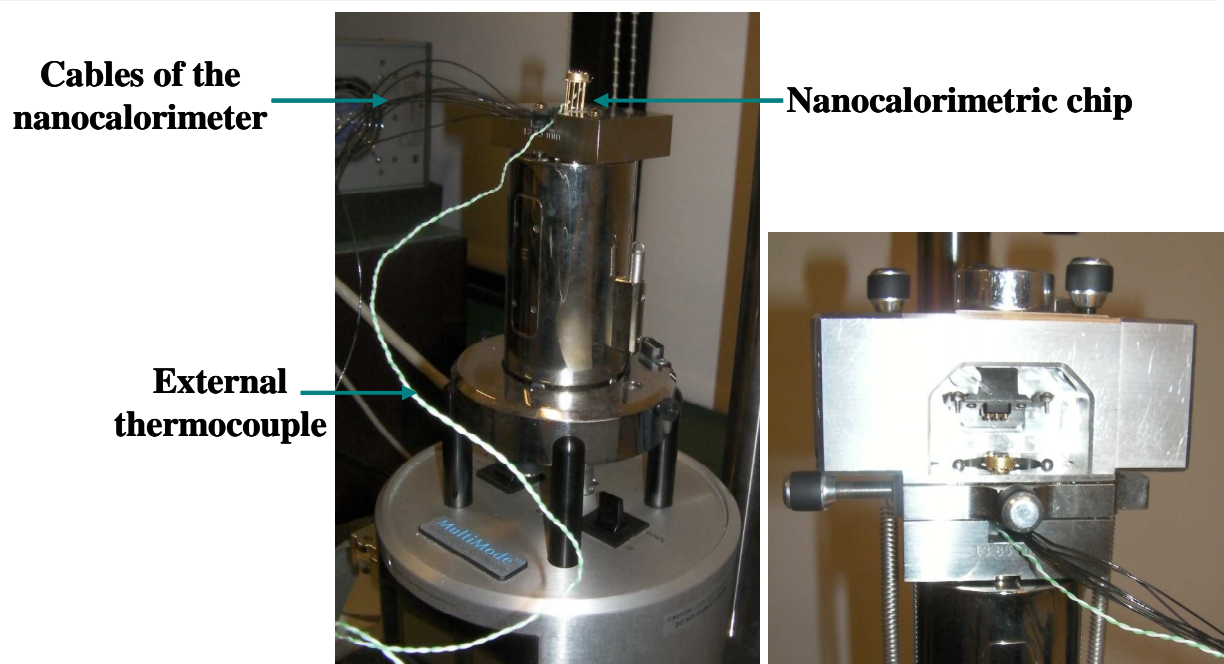 Cables of the
nanocalorimeter
Nanocalorimetric chip
External
thermocouple
MultiMode